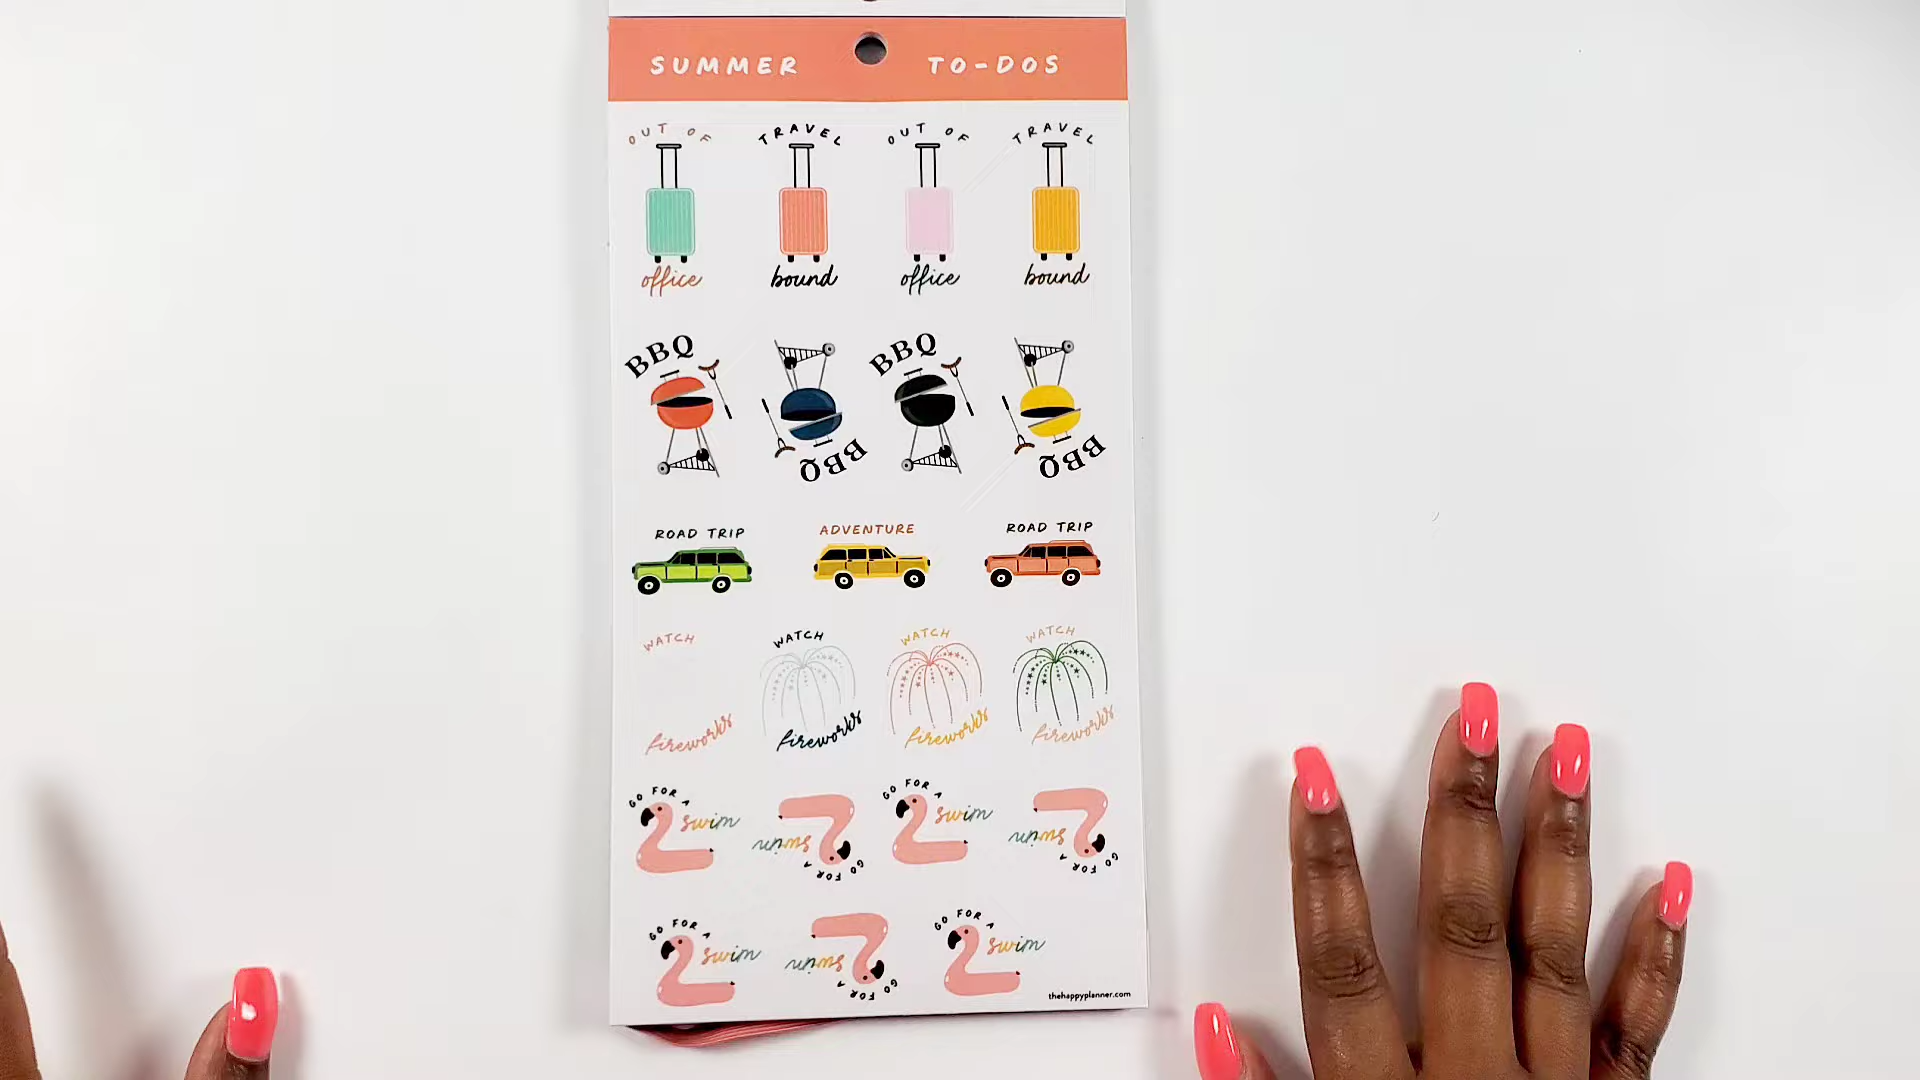 SUMMER TO-DOS
OUT OF TRAVEL OUT OF TRAVEL
office bound office bound
BBQ BBQ
BBQ BBQ
ROAD TRIP ADVENTURE ROAD TRIP
WATCH WATCH WATCH WATCH
fireworks fireworks fireworks fireworks
GO FOR A GO FOR A
swim swim swim swim
GO FOR A GO FOR A
GO FOR A GO FOR A
swim swim swim
GO FOR A
thehappyplanner.com